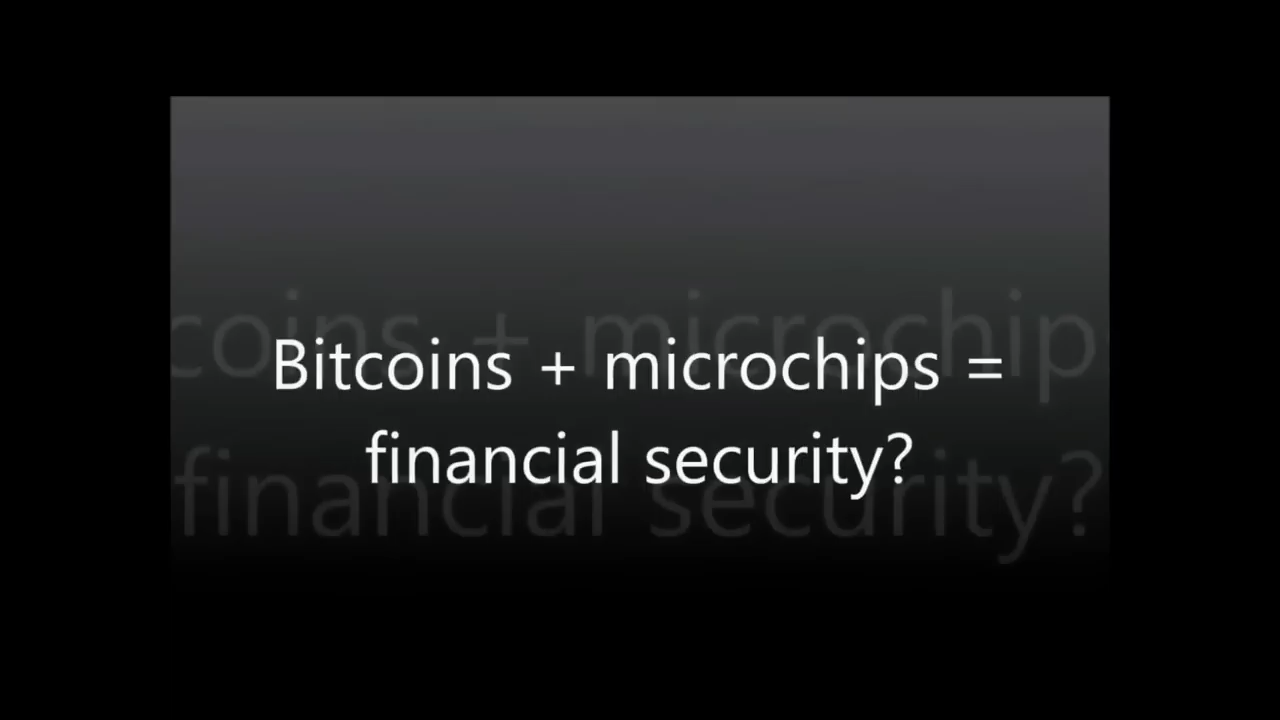 Bitcoins + microchips =
financial security?